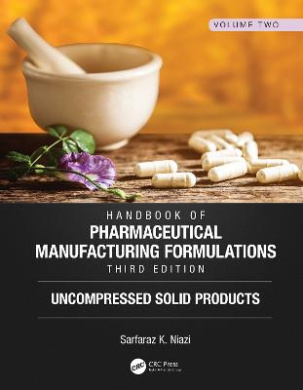 VOLUME TWO
HANDBOOK OF
PHARMACEUTICAL
MANUFACTURING FORMULATIONS
THIRD EDITION
UNCOMPRESSED SOLID PRODUCTS
Sarfaraz K. Niazi
CRC Press